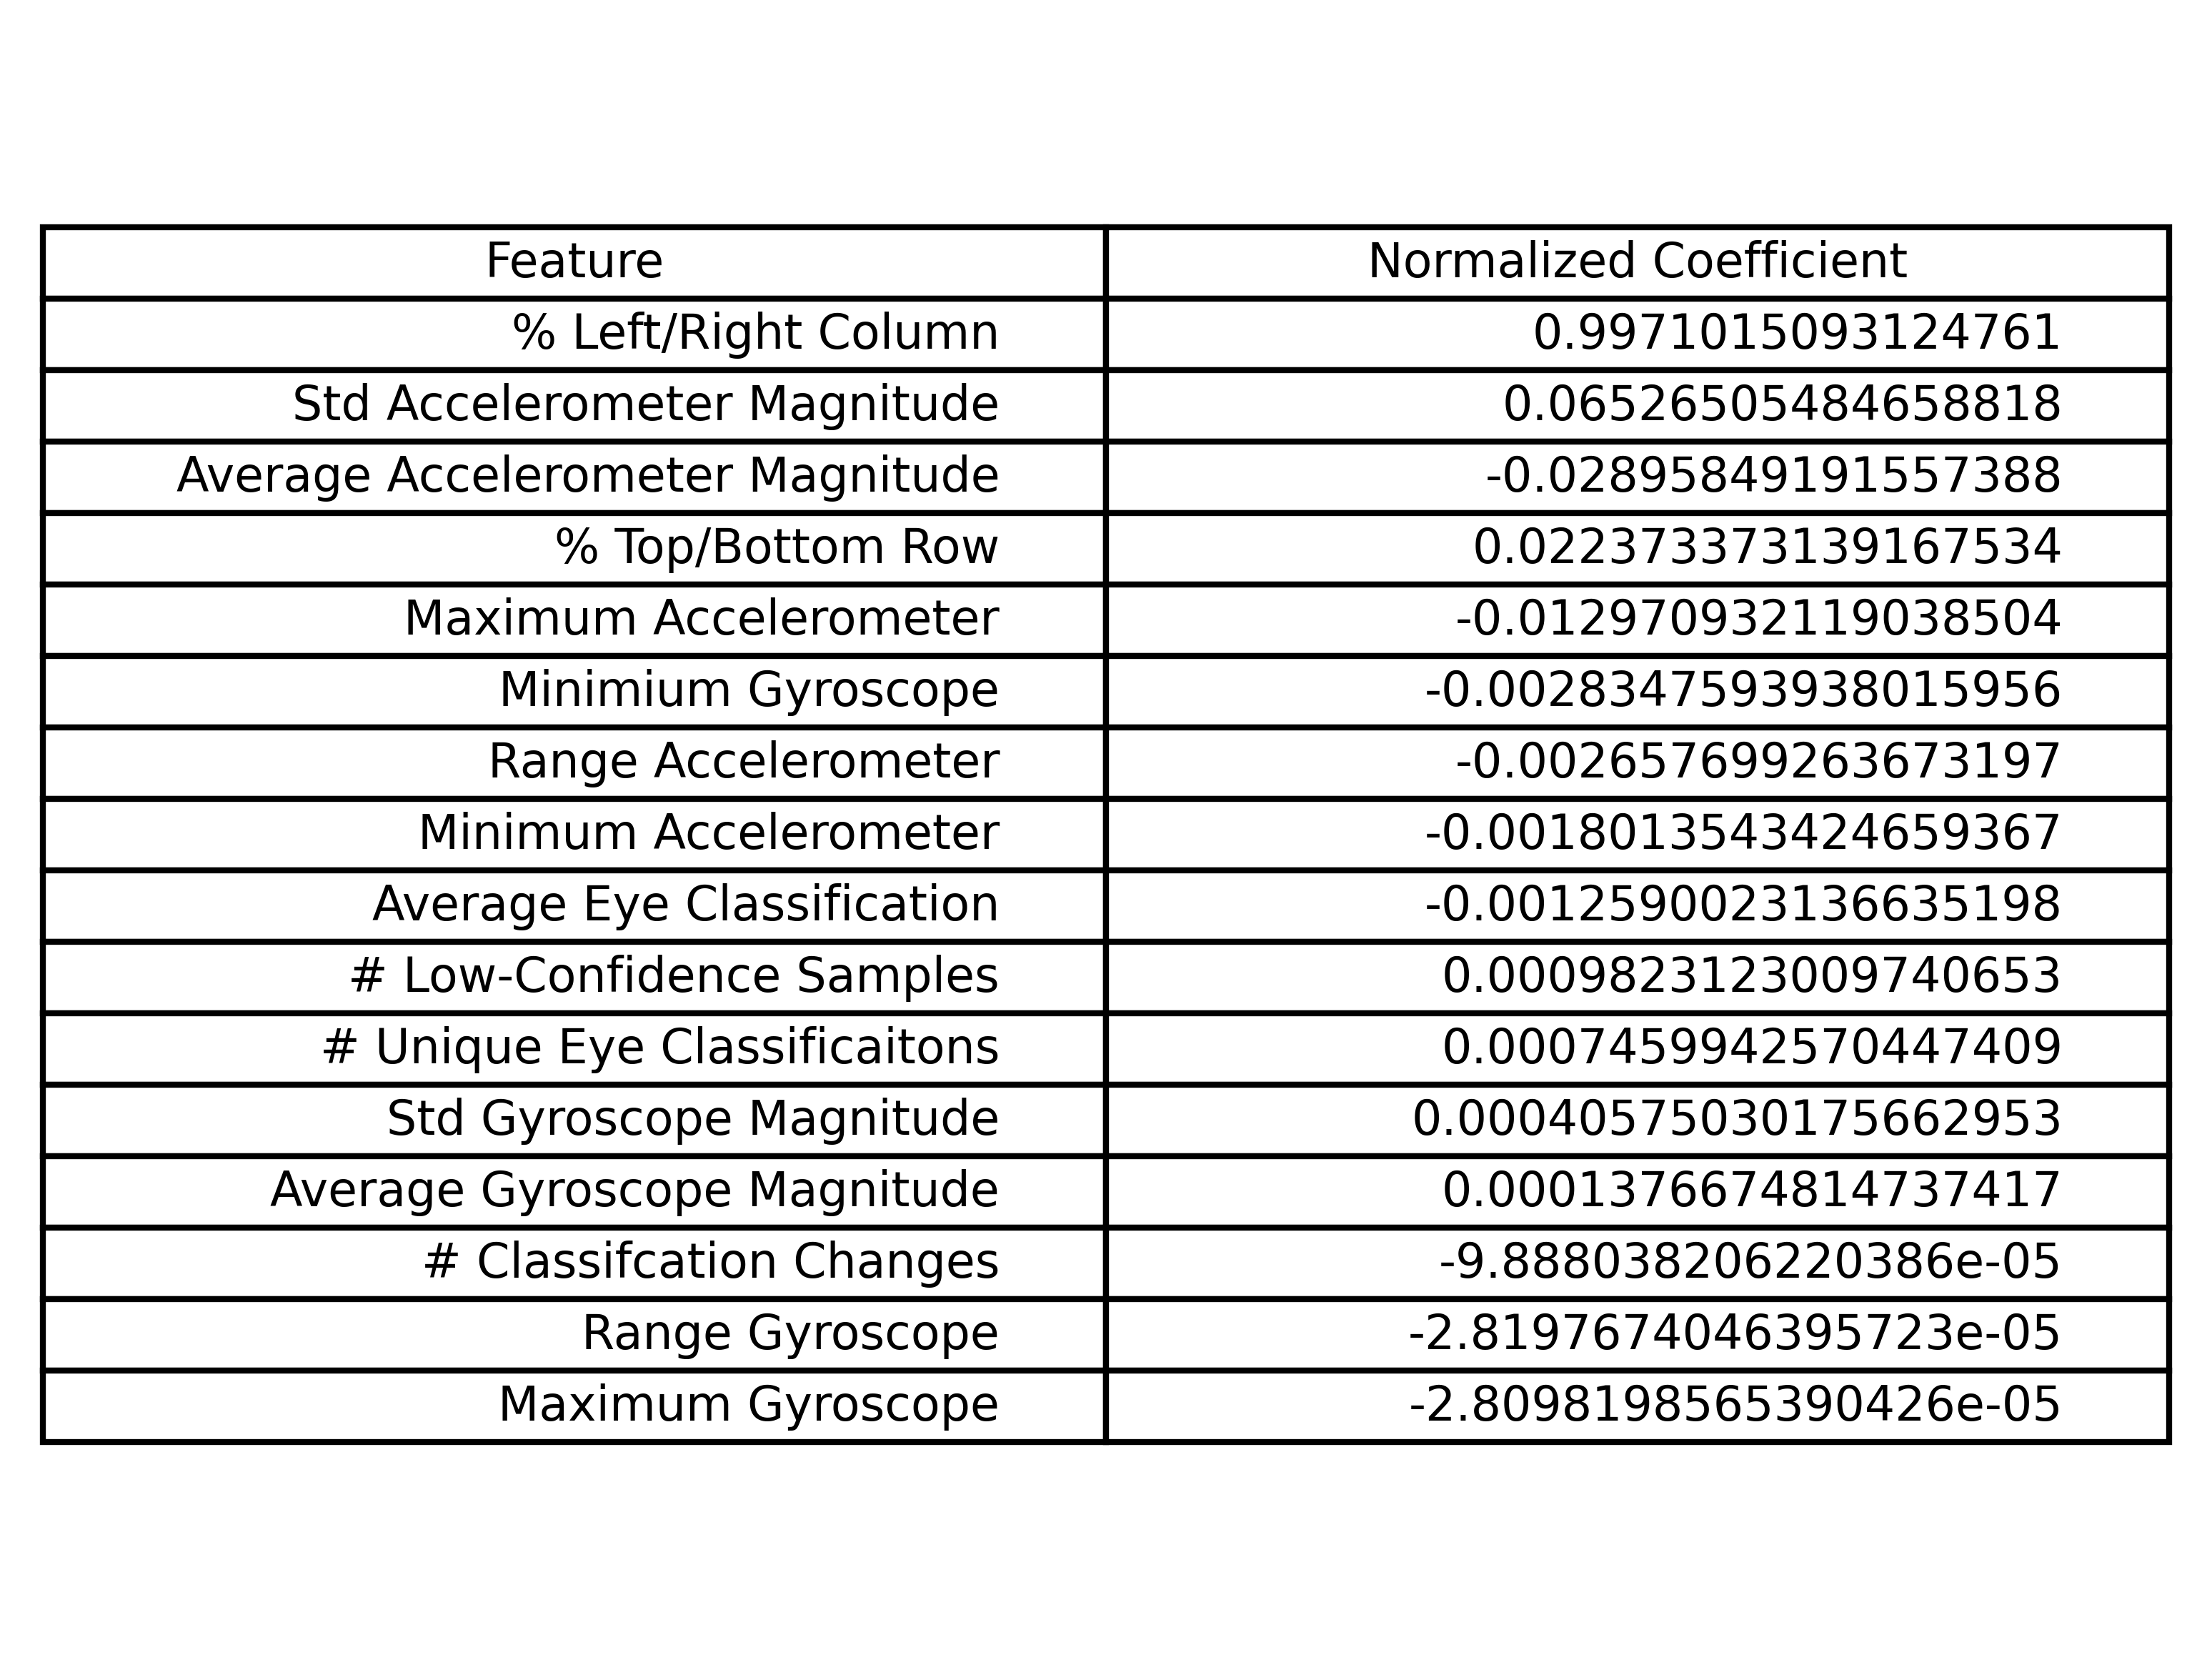 Feature Normalized Coefficient
% Left/Right Column 0.9971015093124761
Std Accelerometer Magnitude 0.06526505484658818
Average Accelerometer Magnitude -0.02895849191557388
% Top/Bottom Row 0.022373373139167534
Maximum Accelerometer -0.012970932119038504
Minimium Gyroscope -0.0028347593938015956
Range Accelerometer -0.002657699263673197
Minimum Accelerometer -0.0018013543424659367
Average Eye Classification -0.0012590023136635198
# Low-Confidence Samples 0.0009823123009740653
# Unique Eye Classificaitons 0.0007459942570447409
Std Gyroscope Magnitude 0.00040575030175662953
Average Gyroscope Magnitude 0.0001376674814737417
# Classifcation Changes -9.888038206220386e-05
Range Gyroscope -2.8197674046395723e-05
Maximum Gyroscope -2.8098198565390426e-05